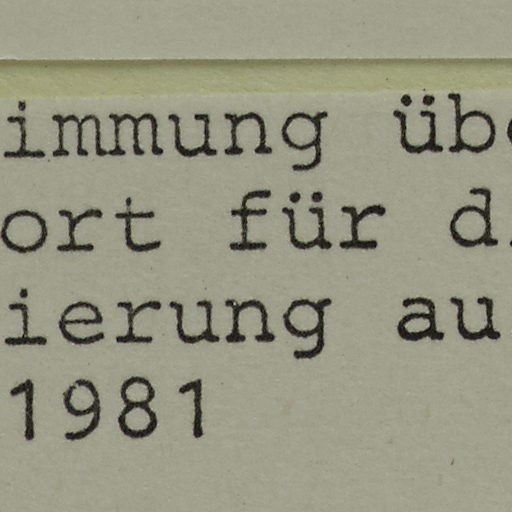 immung üb
ort für d
ierung au
1981